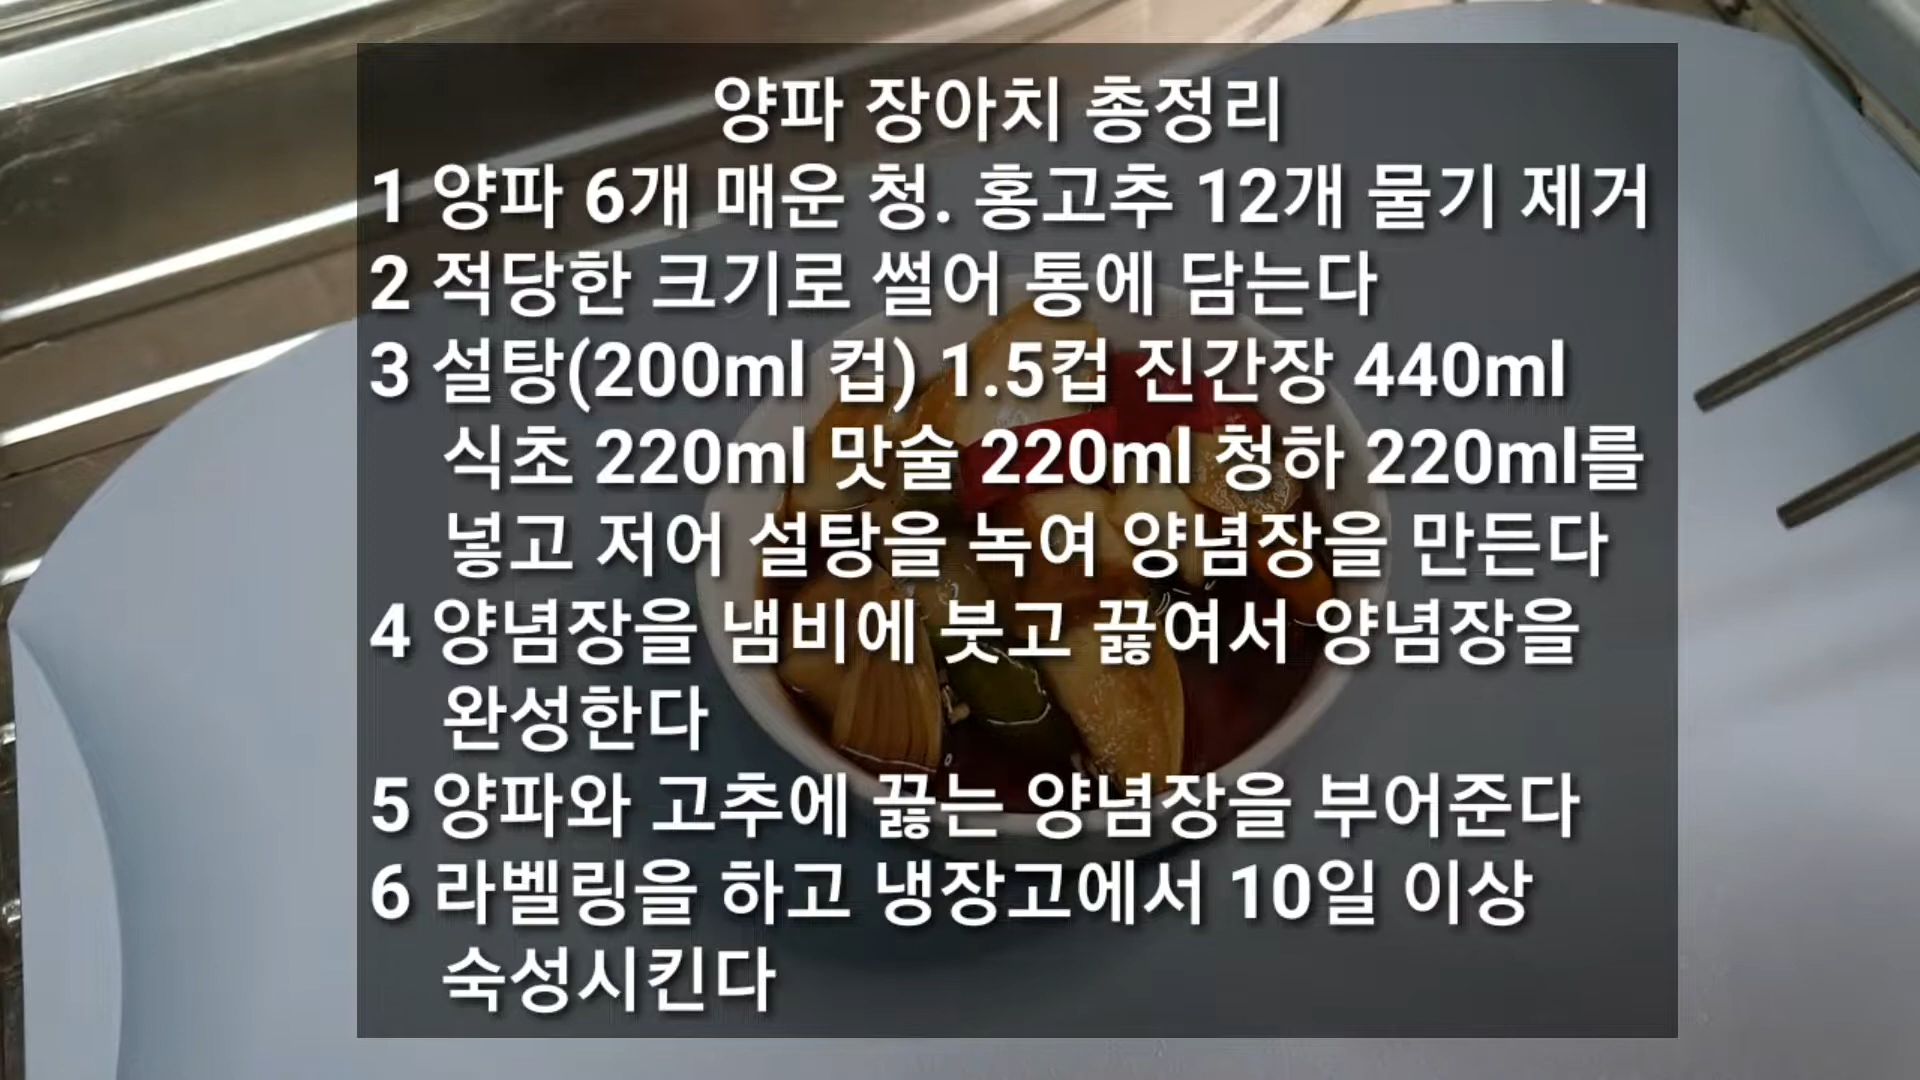 양파 장아치 총정리
1 양파 6개 매운 청. 홍고추 12개 물기 제거
2 적당한 크기로 썰어 통에 담는다
3 설탕(200ml 컵) 1.5컵 진간장 440ml
식초 220ml 맛술 220ml 청하 220ml를
넣고 저어 설탕을 녹여 양념장을 만든다
4 양념장을 냄비에 붓고 끓여서 양념장을
완성한다
5 양파와 고추에 끓는 양념장을 부어준다
6 라벨링을 하고 냉장고에서 10일 이상
숙성시킨다